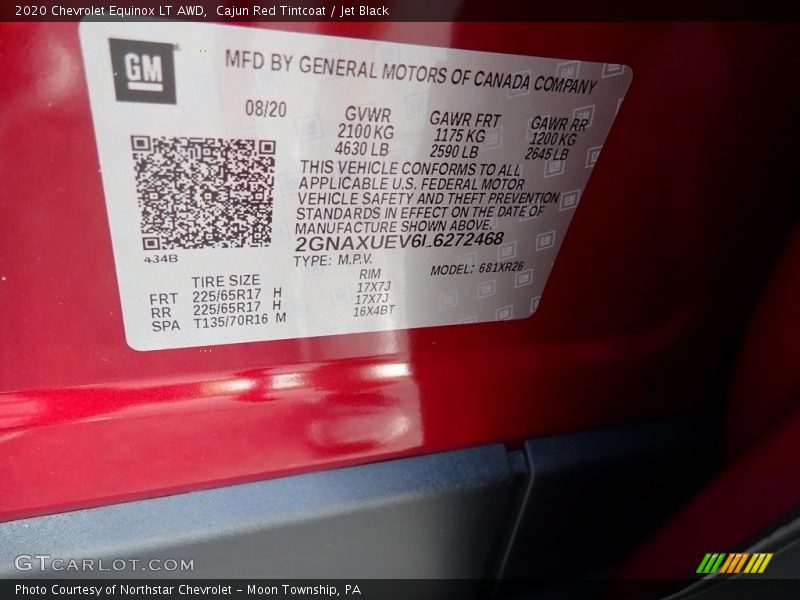 2020 Chevrolet Equinox LT AWD,  Cajun Red Tintcoat / Jet Black
GM
MFD BY GENERAL MOTORS OF CANADA COMPANY
08/20
GVWR GAWR FRT GAWR RR
2100 KG 1175 KG 1200 KG
4630 LB 2590 LB 2645 LB
THIS VEHICLE CONFORMS TO ALL
APPLICABLE U.S. FEDERAL MOTOR
VEHICLE SAFETY AND THEFT PREVENTION
STANDARDS IN EFFECT ON THE DATE OF
MANUFACTURE SHOWN ABOVE.
2GNAXUEV6L6272468
434B
TYPE: M.P.V. MODEL: 681XR26
TIRE SIZE RIM
FRT 225/65R17 H 17X7J
RR 225/65R17 H 17X7J
SPA T135/70R16 M 16X4BT
GTCARLOT.COM
Photo Courtesy of Northstar Chevrolet – Moon Township, PA